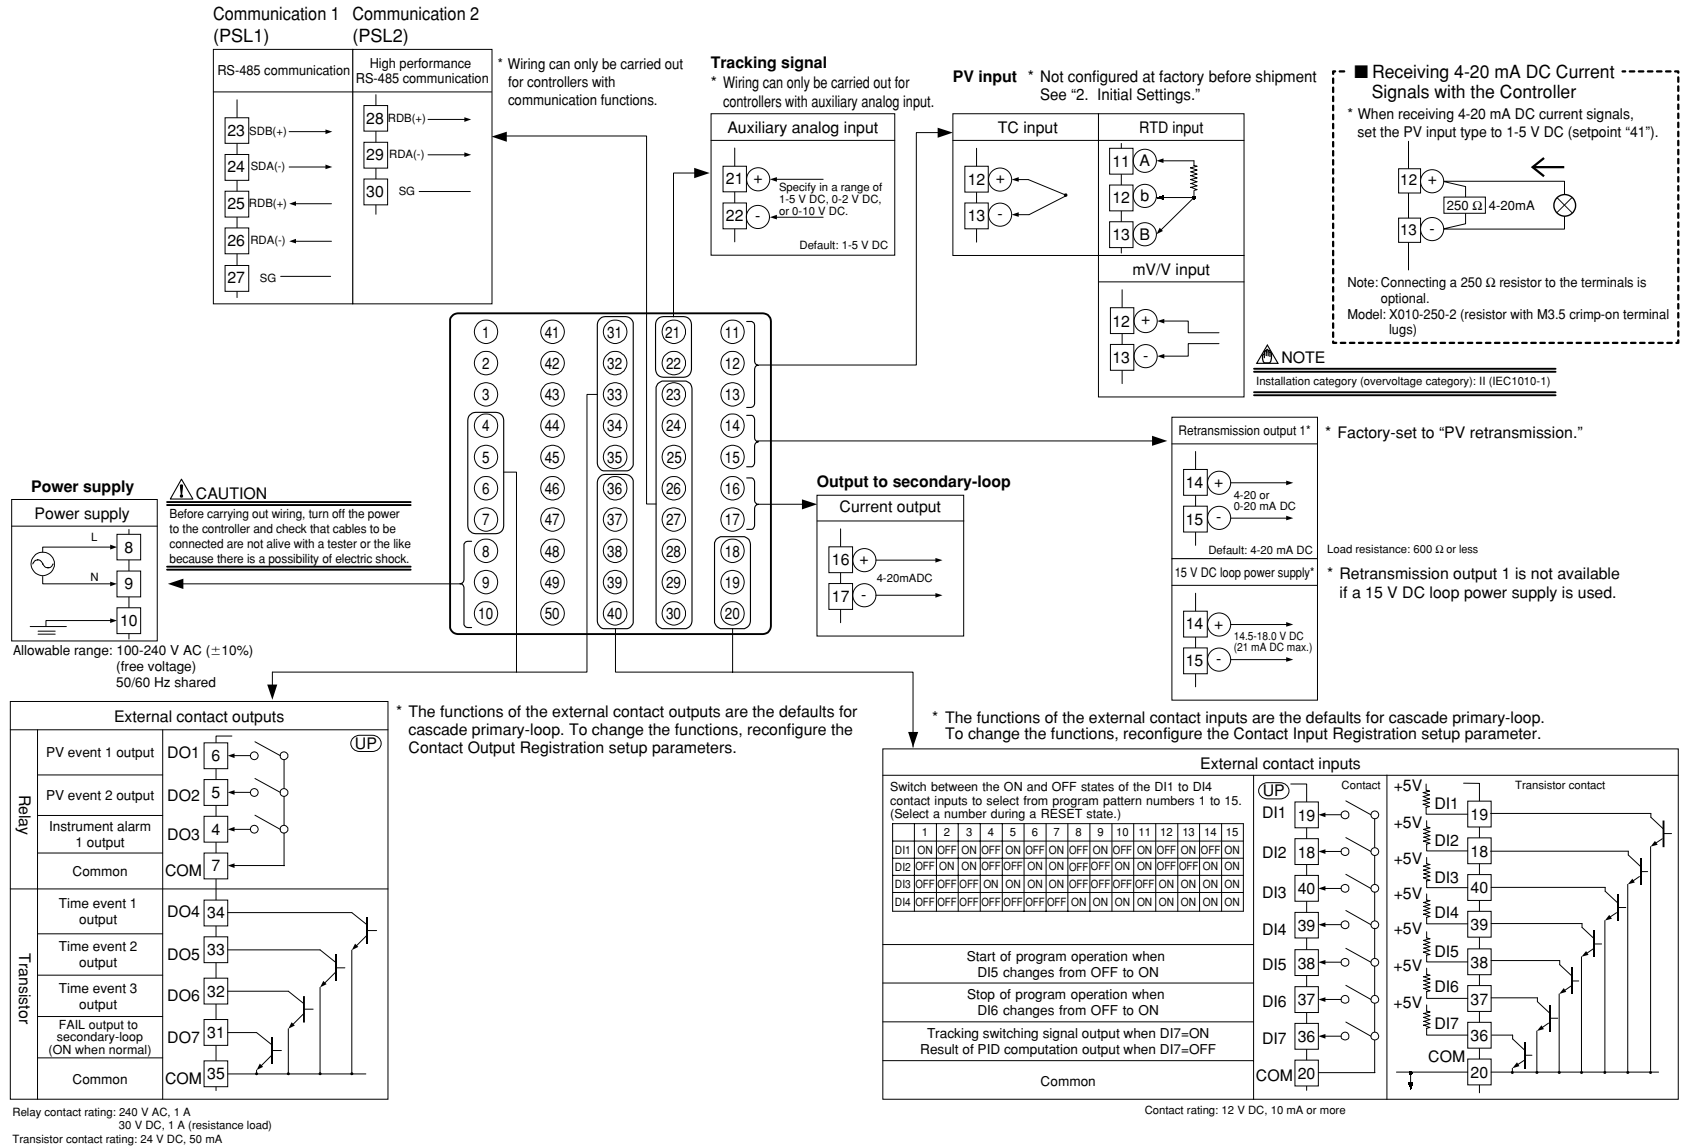 Communication 1 Communication 2
(PSL1) (PSL2)
RS-485 communication
High performance
RS-485 communication
23 SDB(+)
24 SDA(-)
25 RDB(+)
26 RDA(-)
27 SG
28 RDB(+)
29 RDA(-)
30 SG
* Wiring can only be carried out
for controllers with
communication functions.
Tracking signal
* Wiring can only be carried out for
controllers with auxiliary analog input.
Auxiliary analog input
21 +
22 -
Specify in a range of
1-5 V DC, 0-2 V DC,
or 0-10 V DC.
Default: 1-5 V DC
PV input * Not configured at factory before shipment
See “2. Initial Settings.”
TC input
12 +
13 -
RTD input
11 A
12 b
13 B
mV/V input
12 +
13 -
■ Receiving 4-20 mA DC Current
Signals with the Controller
* When receiving 4-20 mA DC current signals,
set the PV input type to 1-5 V DC (setpoint “41”).
12 +
250 Ω 4-20mA
13 -
Note: Connecting a 250 Ω resistor to the terminals is
optional.
Model: X010-250-2 (resistor with M3.5 crimp-on terminal
lugs)
NOTE
Installation category (overvoltage category): II (IEC1010-1)
1 41 31 21 11
2 42 32 22 12
3 43 33 23 13
4 44 34 24 14
5 45 35 25 15
6 46 36 26 16
7 47 37 27 17
8 48 38 28 18
9 49 39 29 19
10 50 40 30 20
Power supply
Power supply
L 8
N 9
10
Allowable range: 100-240 V AC (±10%)
(free voltage)
50/60 Hz shared
CAUTION
Before carrying out wiring, turn off the power
to the controller and check that cables to be
connected are not alive with a tester or the like
because there is a possibility of electric shock.
Output to secondary-loop
Current output
16 +
4-20mADC
17 -
Retransmission output 1*
14 +
4-20 or
0-20 mA DC
15 -
Default: 4-20 mA DC
* Factory-set to “PV retransmission.”
Load resistance: 600 Ω or less
15 V DC loop power supply*
14 +
14.5-18.0 V DC
(21 mA DC max.)
15 -
* Retransmission output 1 is not available
if a 15 V DC loop power supply is used.
External contact outputs
Relay
UP
PV event 1 output DO1 6
PV event 2 output DO2 5
Instrument alarm
1 output
DO3 4
Common COM 7
Transistor
Time event 1
output
DO4 34
Time event 2
output
DO5 33
Time event 3
output
DO6 32
FAIL output to
secondary-loop
(ON when normal)
DO7 31
Common COM 35
Relay contact rating: 240 V AC, 1 A
30 V DC, 1 A (resistance load)
Transistor contact rating: 24 V DC, 50 mA
* The functions of the external contact outputs are the defaults for
cascade primary-loop. To change the functions, reconfigure the
Contact Output Registration setup parameters.
* The functions of the external contact inputs are the defaults for cascade primary-loop.
To change the functions, reconfigure the Contact Input Registration setup parameter.
External contact inputs
Switch between the ON and OFF states of the DI1 to DI4
contact inputs to select from program pattern numbers 1 to 15.
(Select a number during a RESET state.)
1 2 3 4 5 6 7 8 9 10 11 12 13 14 15
DI1 ON OFF ON OFF ON OFF ON OFF ON OFF ON OFF ON OFF ON
DI2 OFF ON ON OFF OFF ON ON OFF OFF ON ON OFF OFF ON ON
DI3 OFF OFF OFF ON ON ON ON OFF OFF OFF OFF ON ON ON ON
DI4 OFF OFF OFF OFF OFF OFF OFF ON ON ON ON ON ON ON ON
Start of program operation when
DI5 changes from OFF to ON
Stop of program operation when
DI6 changes from OFF to ON
Tracking switching signal output when DI7=ON
Result of PID computation output when DI7=OFF
Common
UP Contact
DI1 19
DI2 18
DI3 40
DI4 39
DI5 38
DI6 37
DI7 36
COM 20
Transistor contact
+5V DI1 19
+5V DI2 18
+5V DI3 40
+5V DI4 39
+5V DI5 38
+5V DI6 37
+5V DI7 36
COM 20
Contact rating: 12 V DC, 10 mA or more